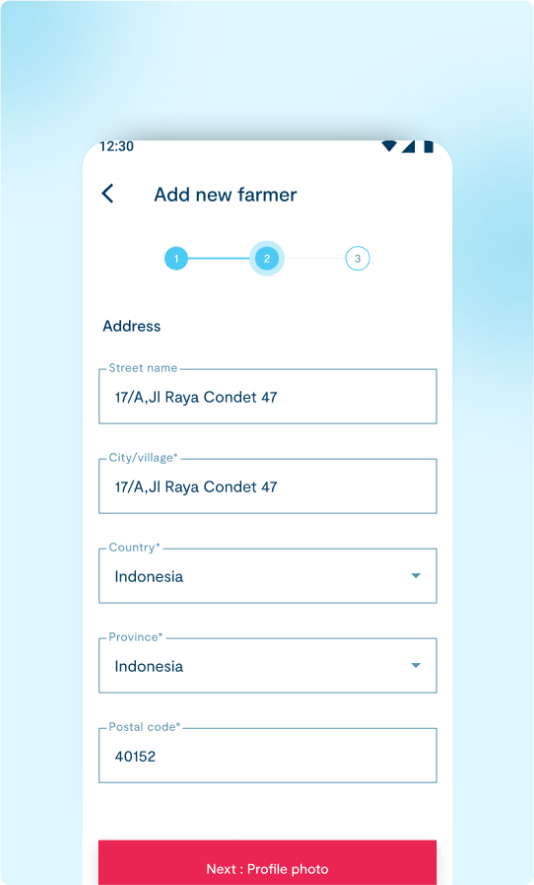 12:30
Add new farmer
1 2 3
Address
Street name
17/A,Jl Raya Condet 47
City/village*
17/A,Jl Raya Condet 47
Country*
Indonesia
Province*
Indonesia
Postal code*
40152
Next : Profile photo